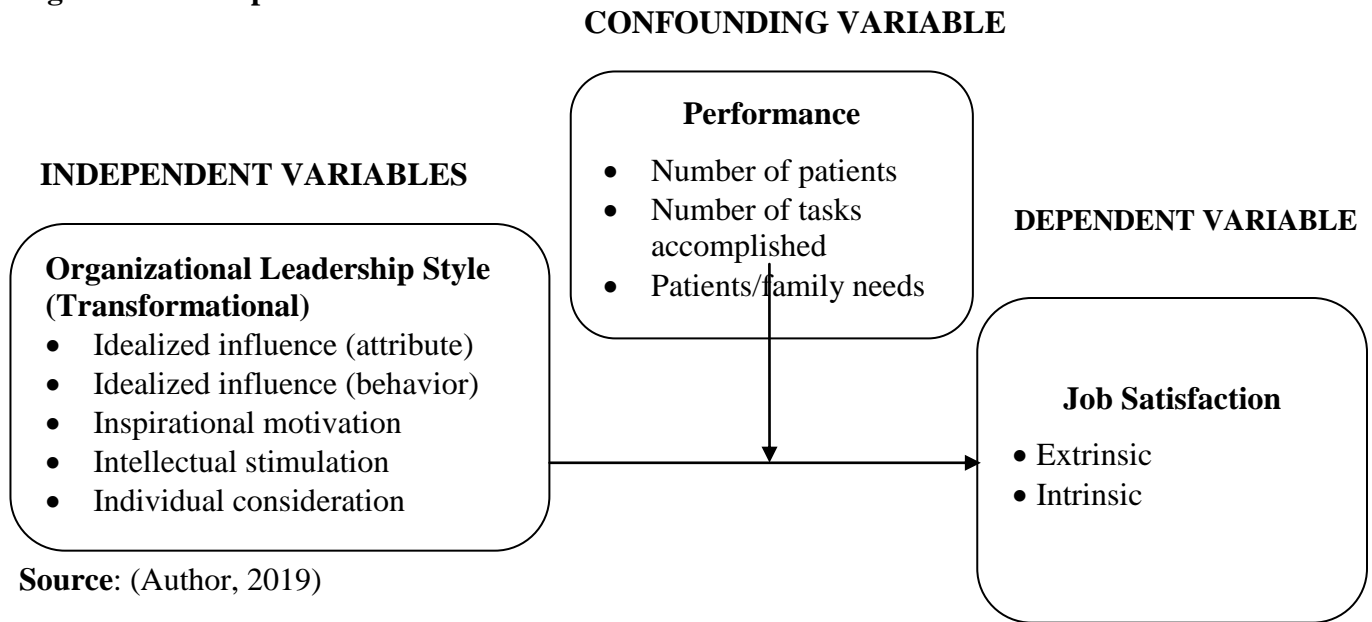 CONFOUNDING VARIABLE
Performance
• Number of patients
• Number of tasks
accomplished
• Patients/family needs
INDEPENDENT VARIABLES
Organizational Leadership Style
(Transformational)
• Idealized influence (attribute)
• Idealized influence (behavior)
• Inspirational motivation
• Intellectual stimulation
• Individual consideration
DEPENDENT VARIABLE
Job Satisfaction
• Extrinsic
• Intrinsic
Source: (Author, 2019)